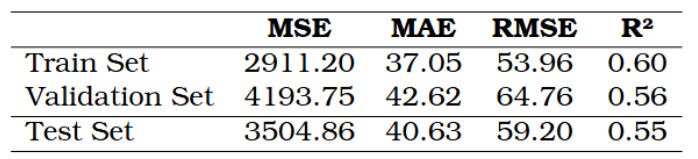 MSE MAE RMSE R²
Train Set 2911.20 37.05 53.96 0.60
Validation Set 4193.75 42.62 64.76 0.56
Test Set 3504.86 40.63 59.20 0.55